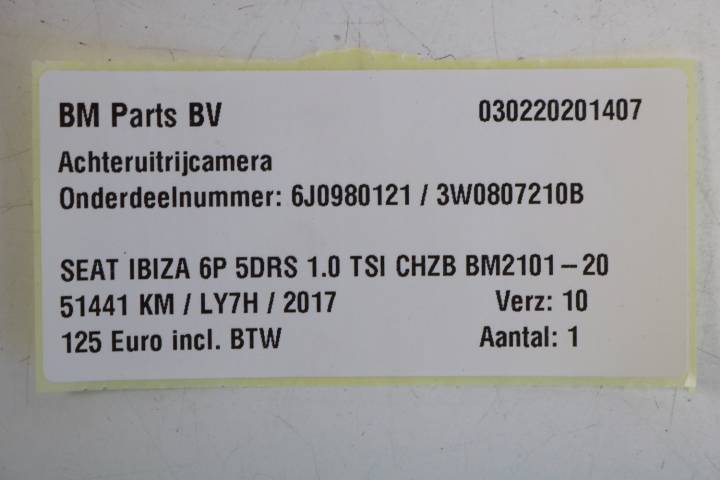 BM Parts BV 030220201407
Achteruitrijcamera
Onderdeelnummer: 6J0980121 / 3W0807210B
SEAT IBIZA 6P 5DRS 1.0 TSI CHZB BM2101-20
51441 KM / LY7H / 2017 Verz: 10
125 Euro incl. BTW Aantal: 1